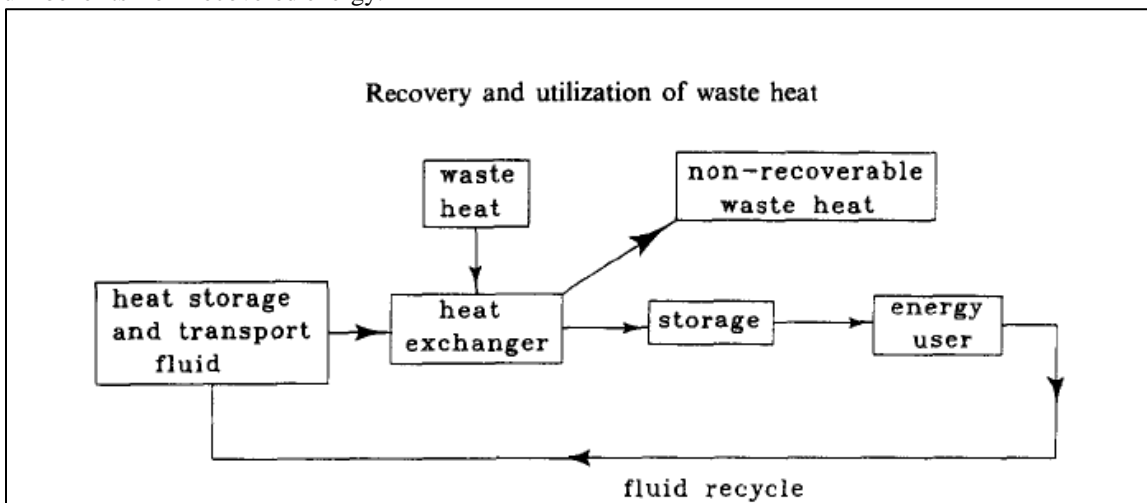 Recovery and utilization of waste heat
waste
heat
non-recoverable
waste heat
heat storage
and transport
fluid
heat
exchanger
storage
energy
user
fluid recycle